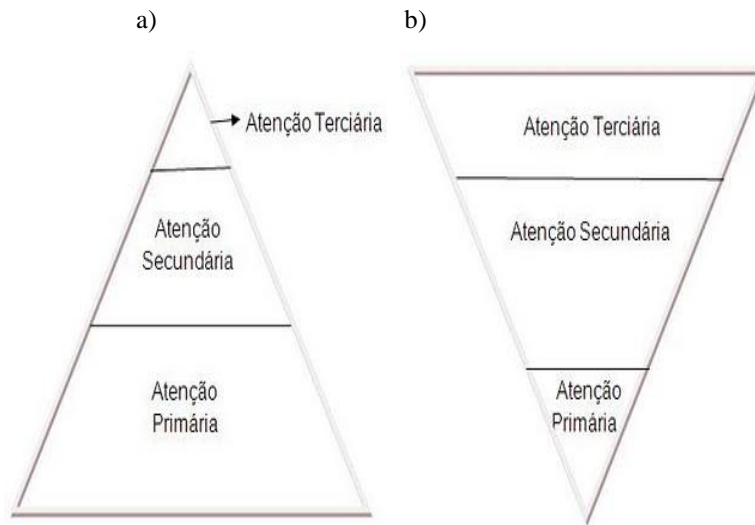 a)
b)
Atenção Terciária
Atenção
Secundária
Atenção
Primária
Atenção Terciária
Atenção Secundária
Atenção
Primária